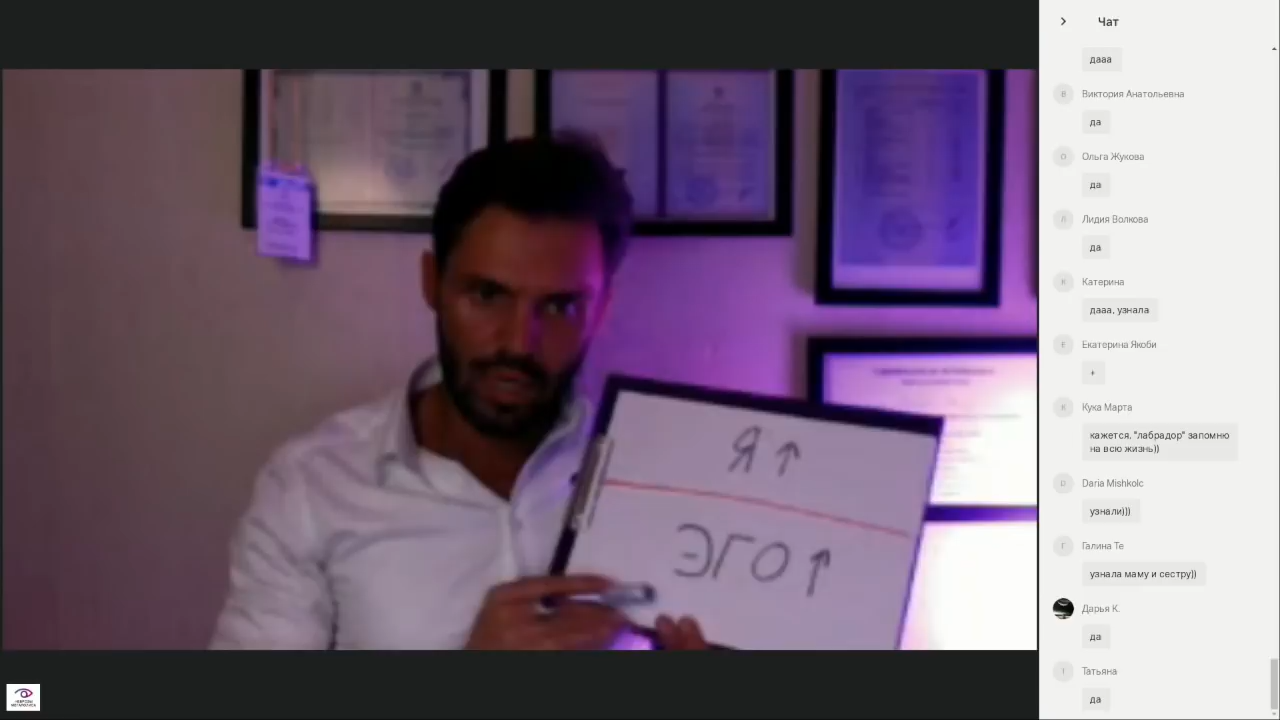 Я↑
ЭГО↑
Чат
дааа
Виктория Анатольевна
да
Ольга Жукова
да
Лидия Волкова
да
Катерина
дааа, узнала
Екатерина Якоби
+
Кука Марта
кажется, "лабрадор" запомню
на всю жизнь))
Daria Mishkolc
узнали)))
Галина Те
узнала маму и сестру))
Дарья К.
да
Татьяна
да